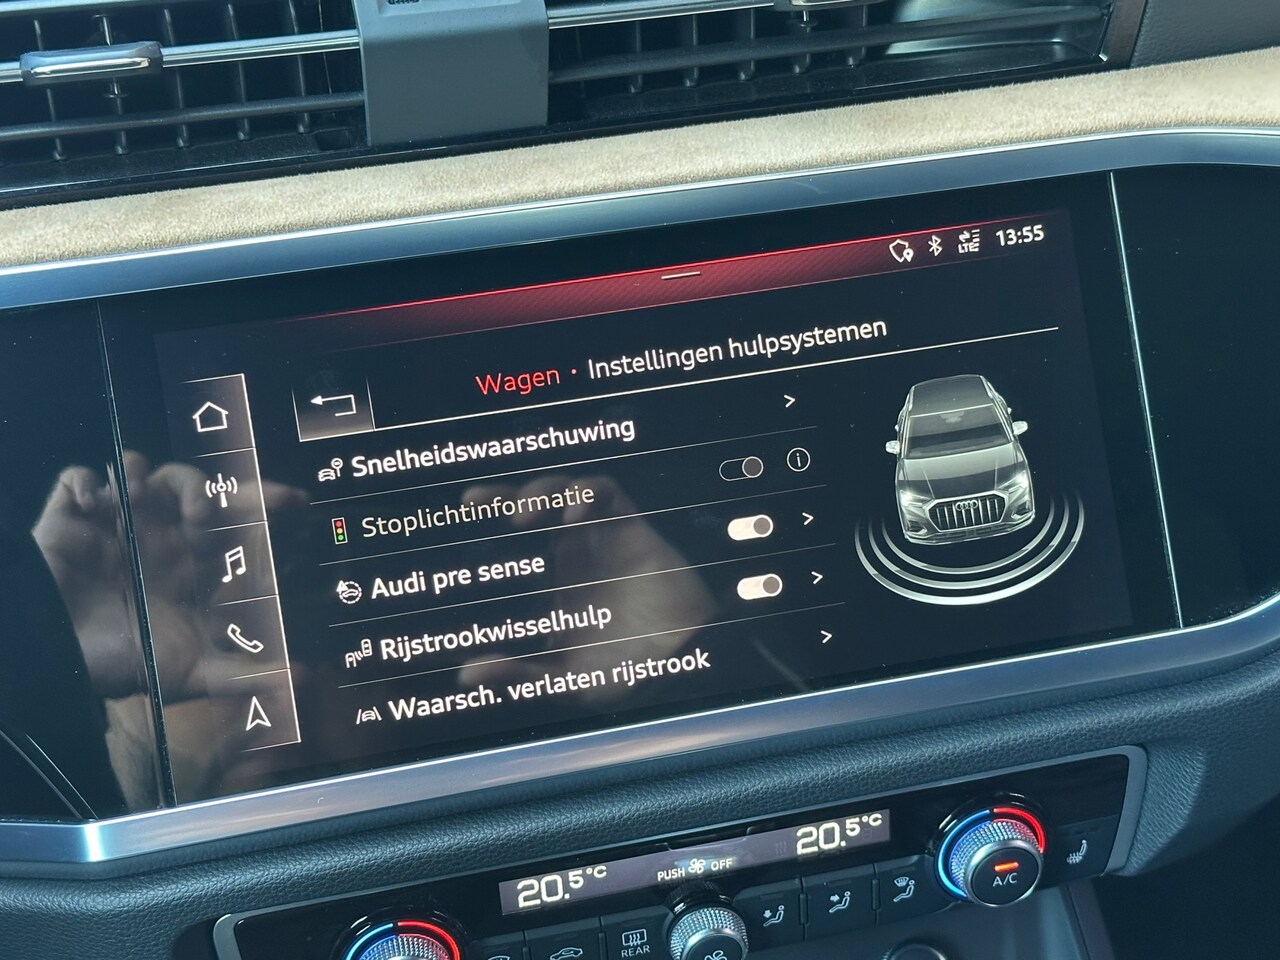 LTE 13:55
Wagen · Instellingen hulpsystemen
Snelheidswaarschuwing
Stoplichtinformatie
Audi pre sense
Rijstrookwisselhulp
Waarsch. verlaten rijstrook
20.5°C PUSH OFF 20.5°C
A/C
REAR